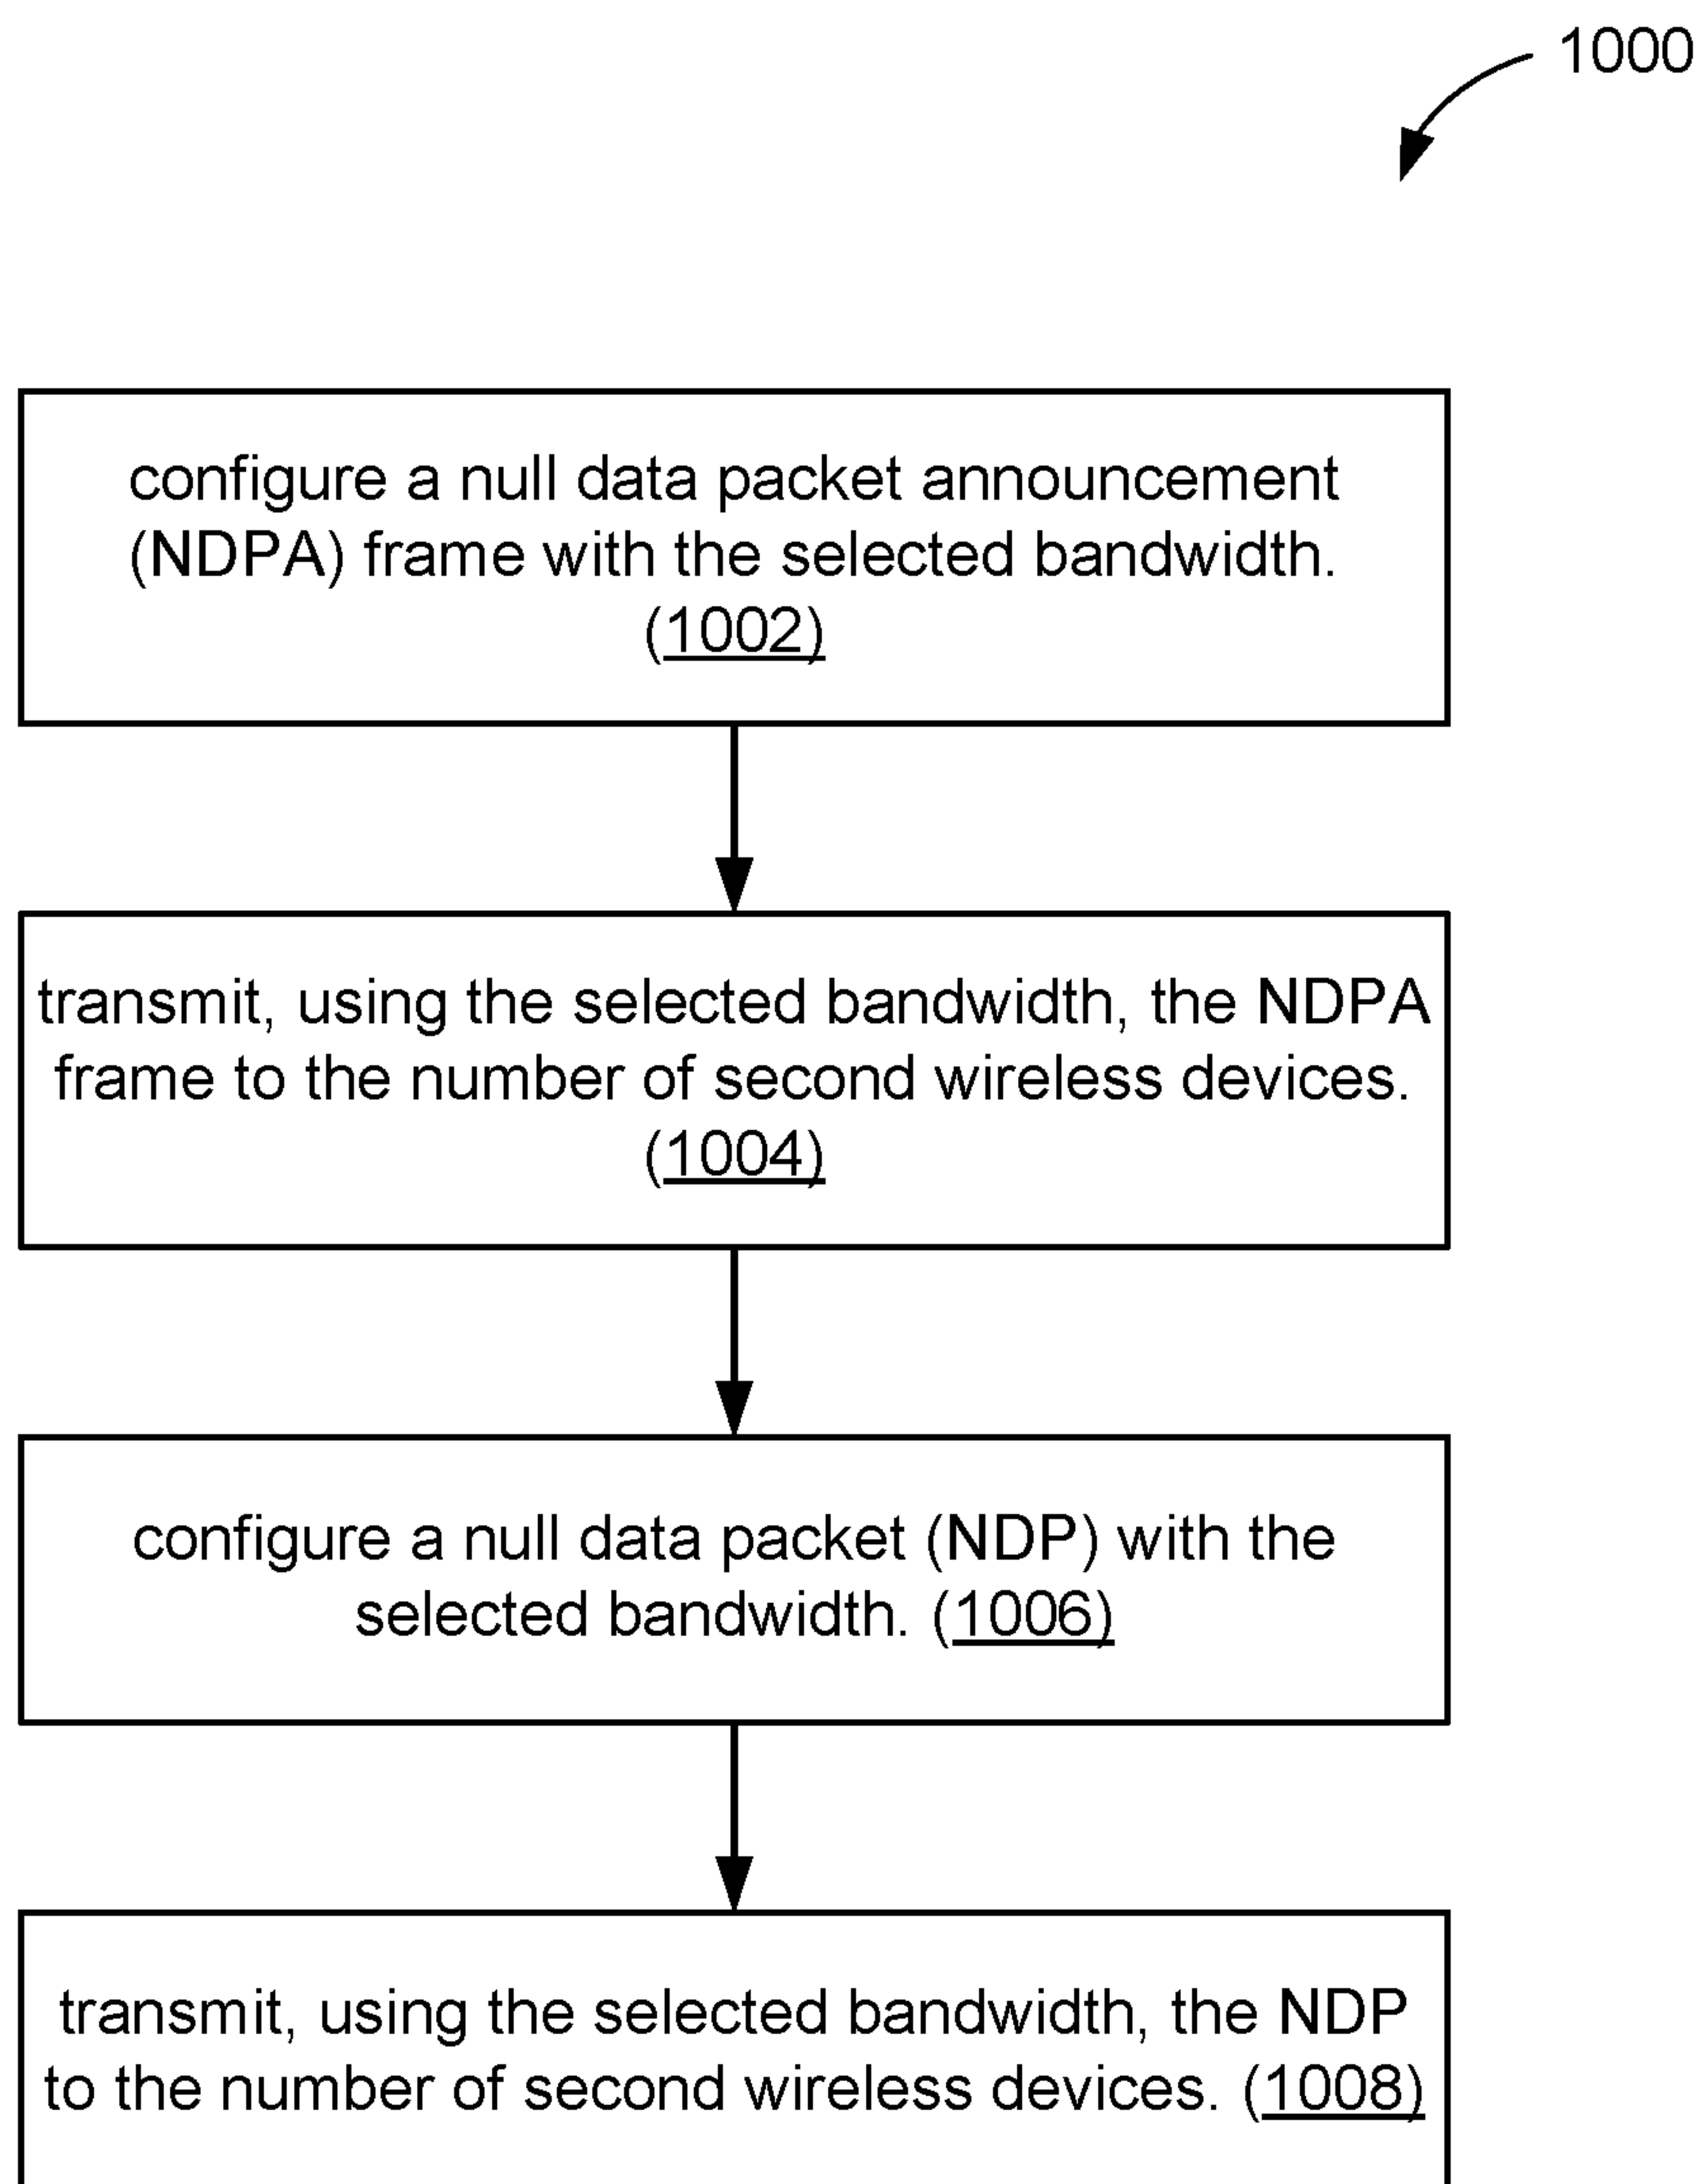 1000
configure a null data packet announcement
(NDPA) frame with the selected bandwidth.
(1002)
transmit, using the selected bandwidth, the NDPA
frame to the number of second wireless devices.
(1004)
configure a null data packet (NDP) with the
selected bandwidth. (1006)
transmit, using the selected bandwidth, the NDP
to the number of second wireless devices. (1008)